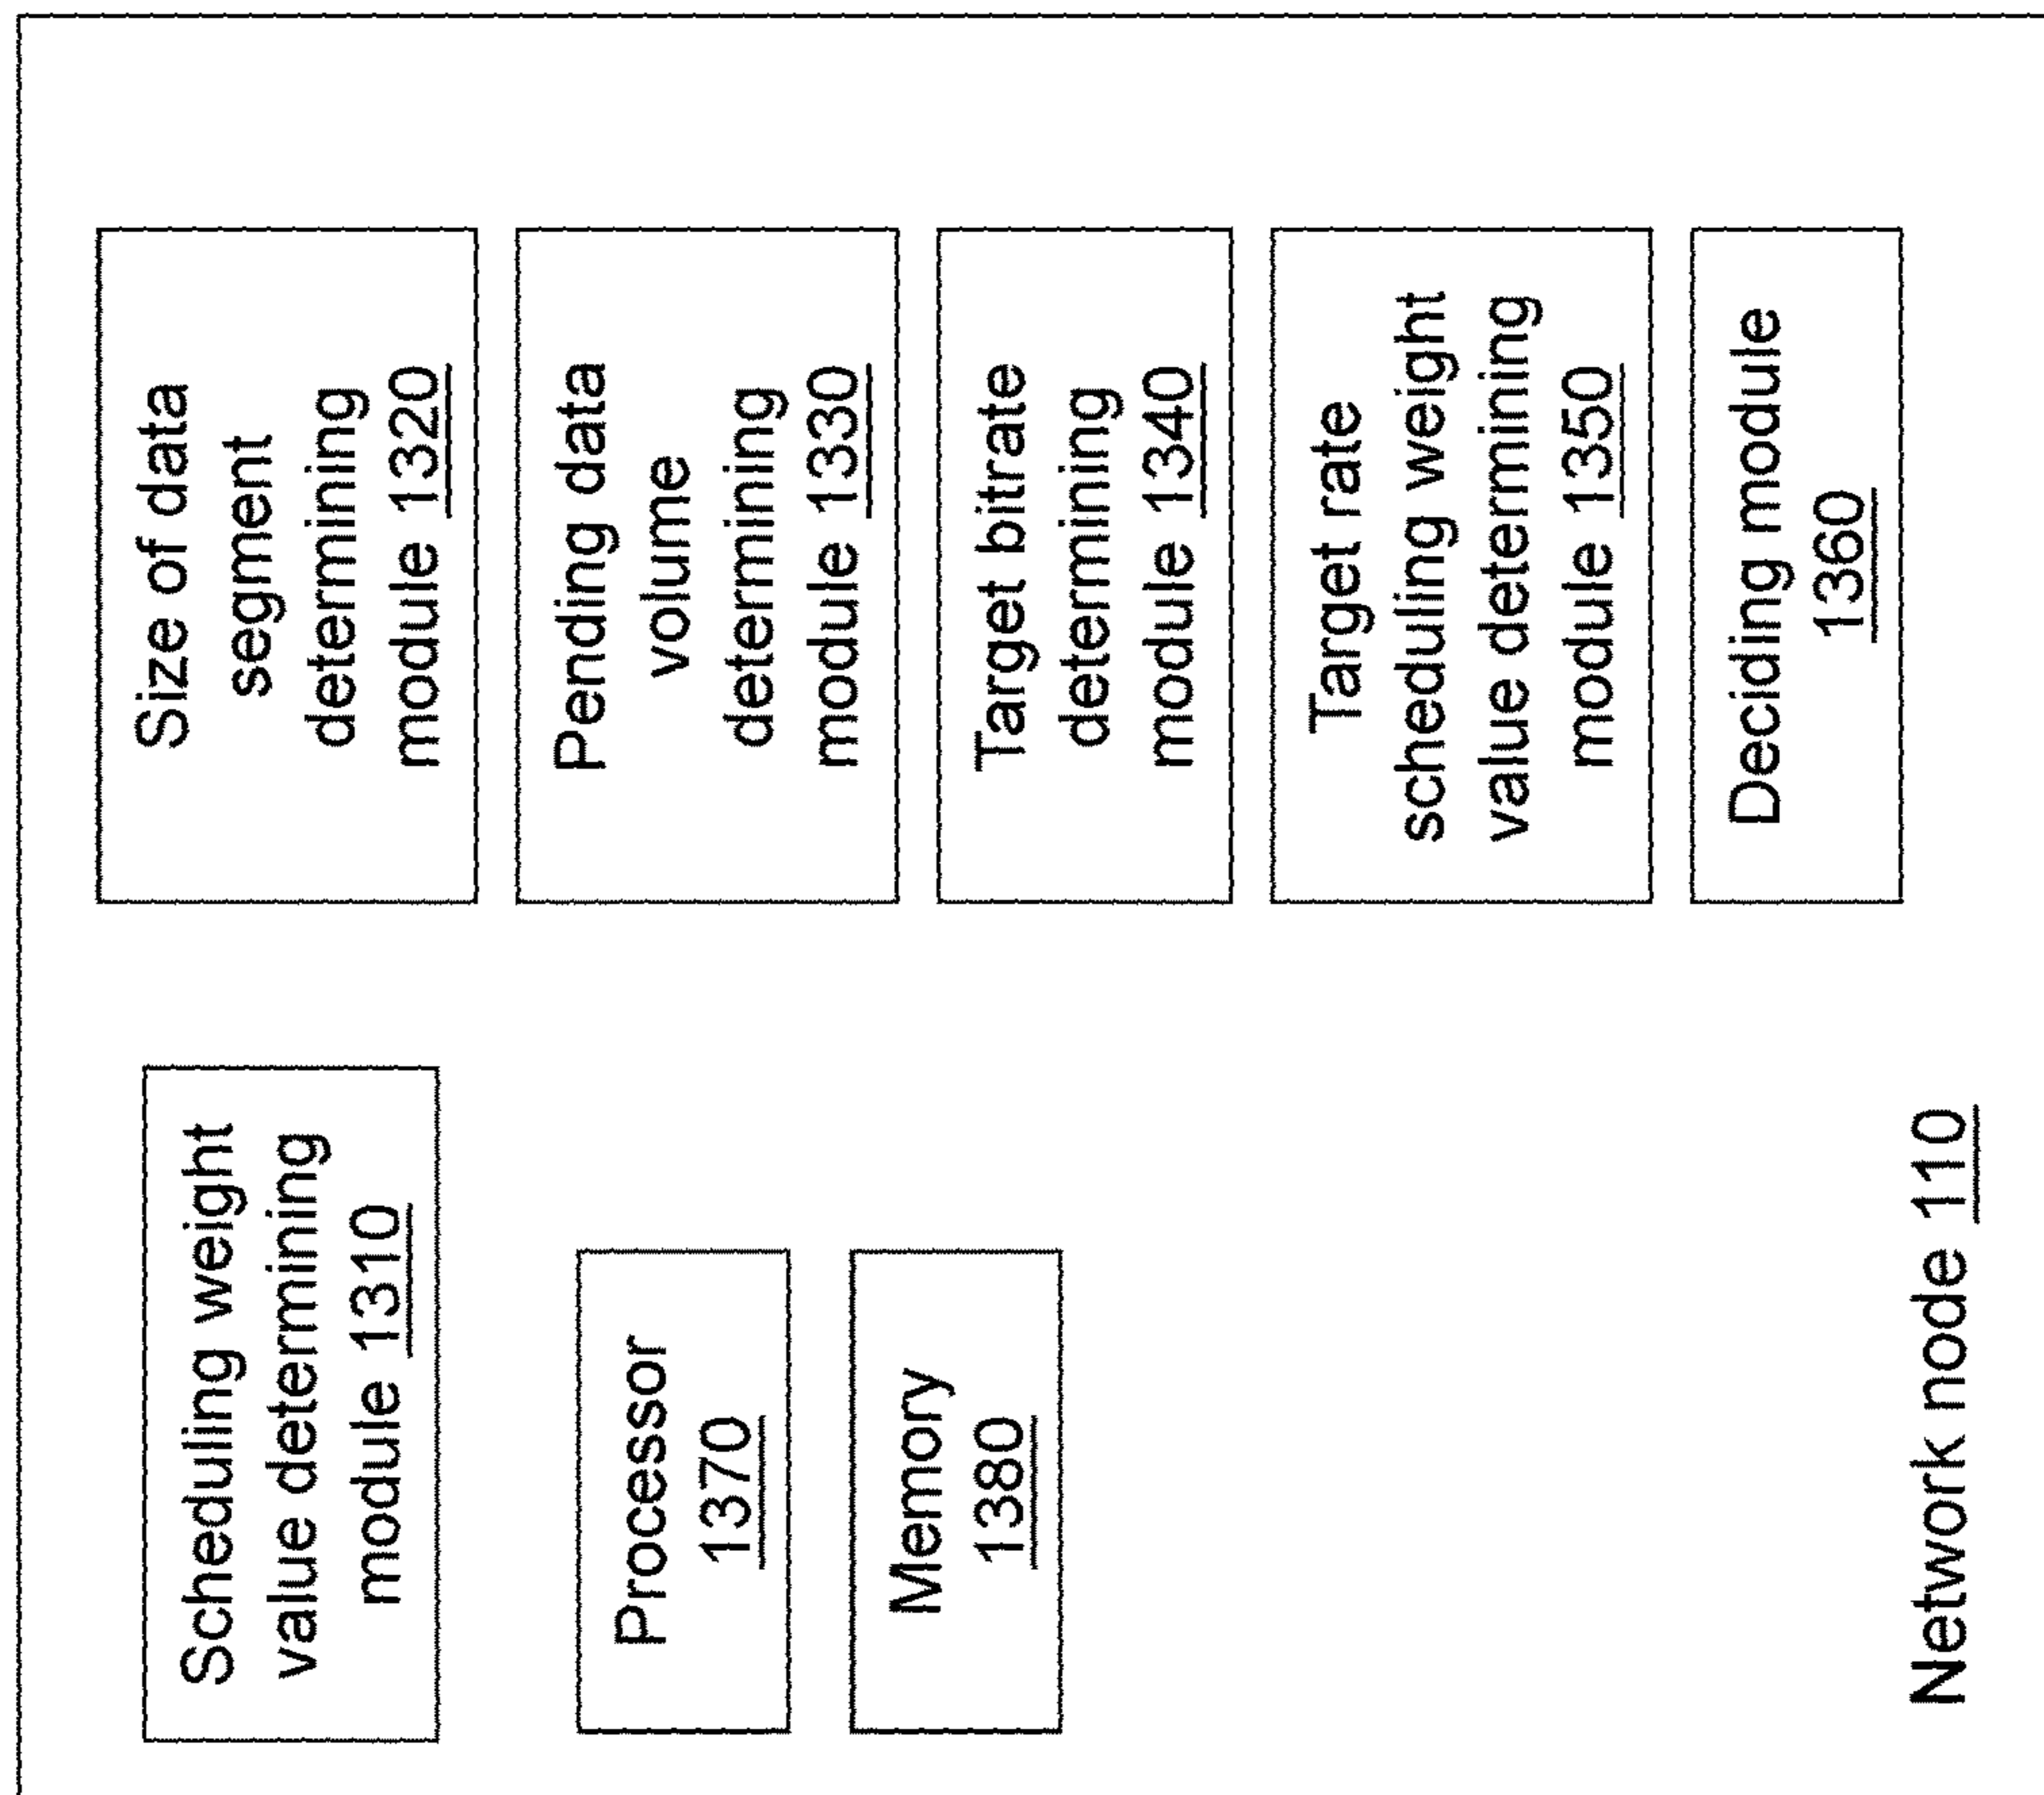 Scheduling weight
value determining
module 1310
Processor
1370
Memory
1380
Network node 110
Size of data
segment
determining
module 1320
Pending data
volume
determining
module 1330
Target bitrate
determining
module 1340
Target rate
scheduling weight
value determining
module 1350
Deciding module
1360